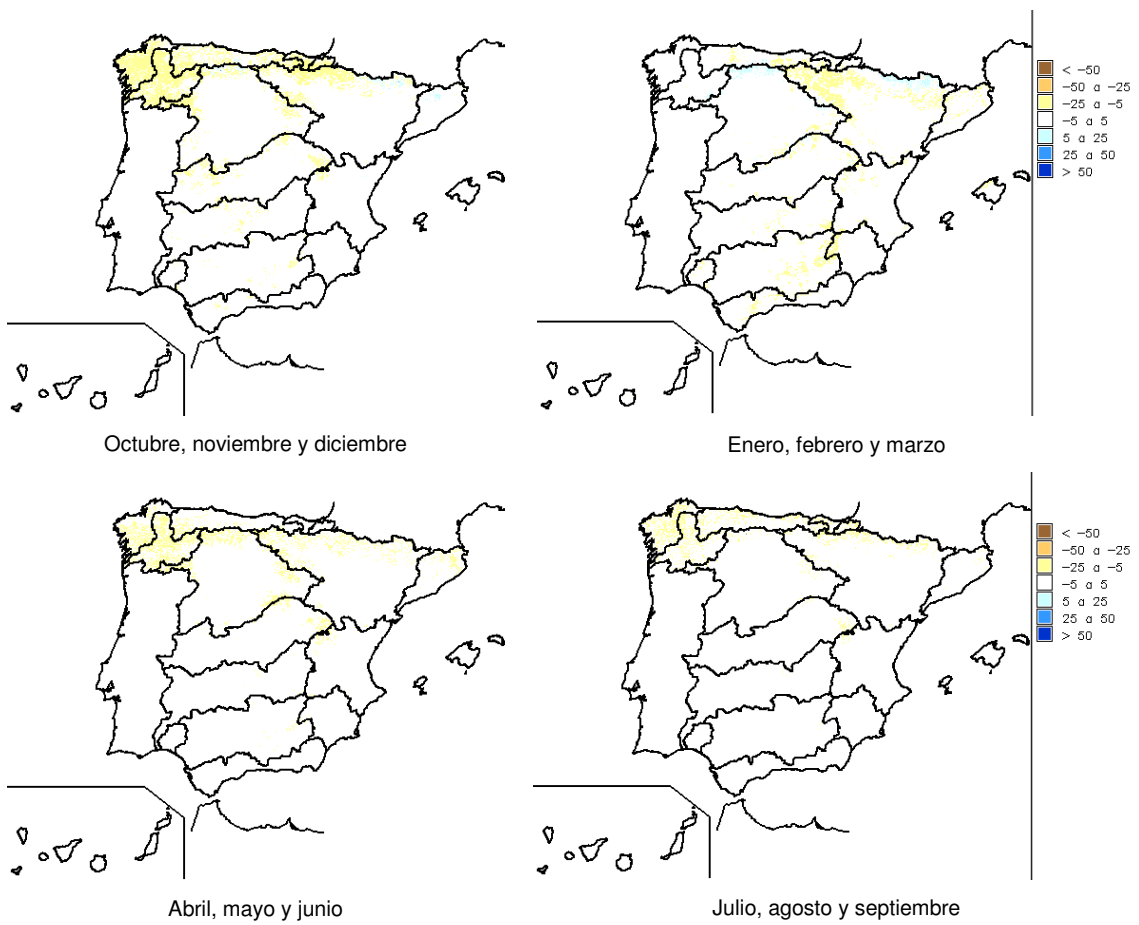 < −50
−50 a −25
−25 a −5
−5 a 5
5 a 25
25 a 50
> 50
Octubre, noviembre y diciembre
Enero, febrero y marzo
< −50
−50 a −25
−25 a −5
−5 a 5
5 a 25
25 a 50
> 50
Abril, mayo y junio
Julio, agosto y septiembre